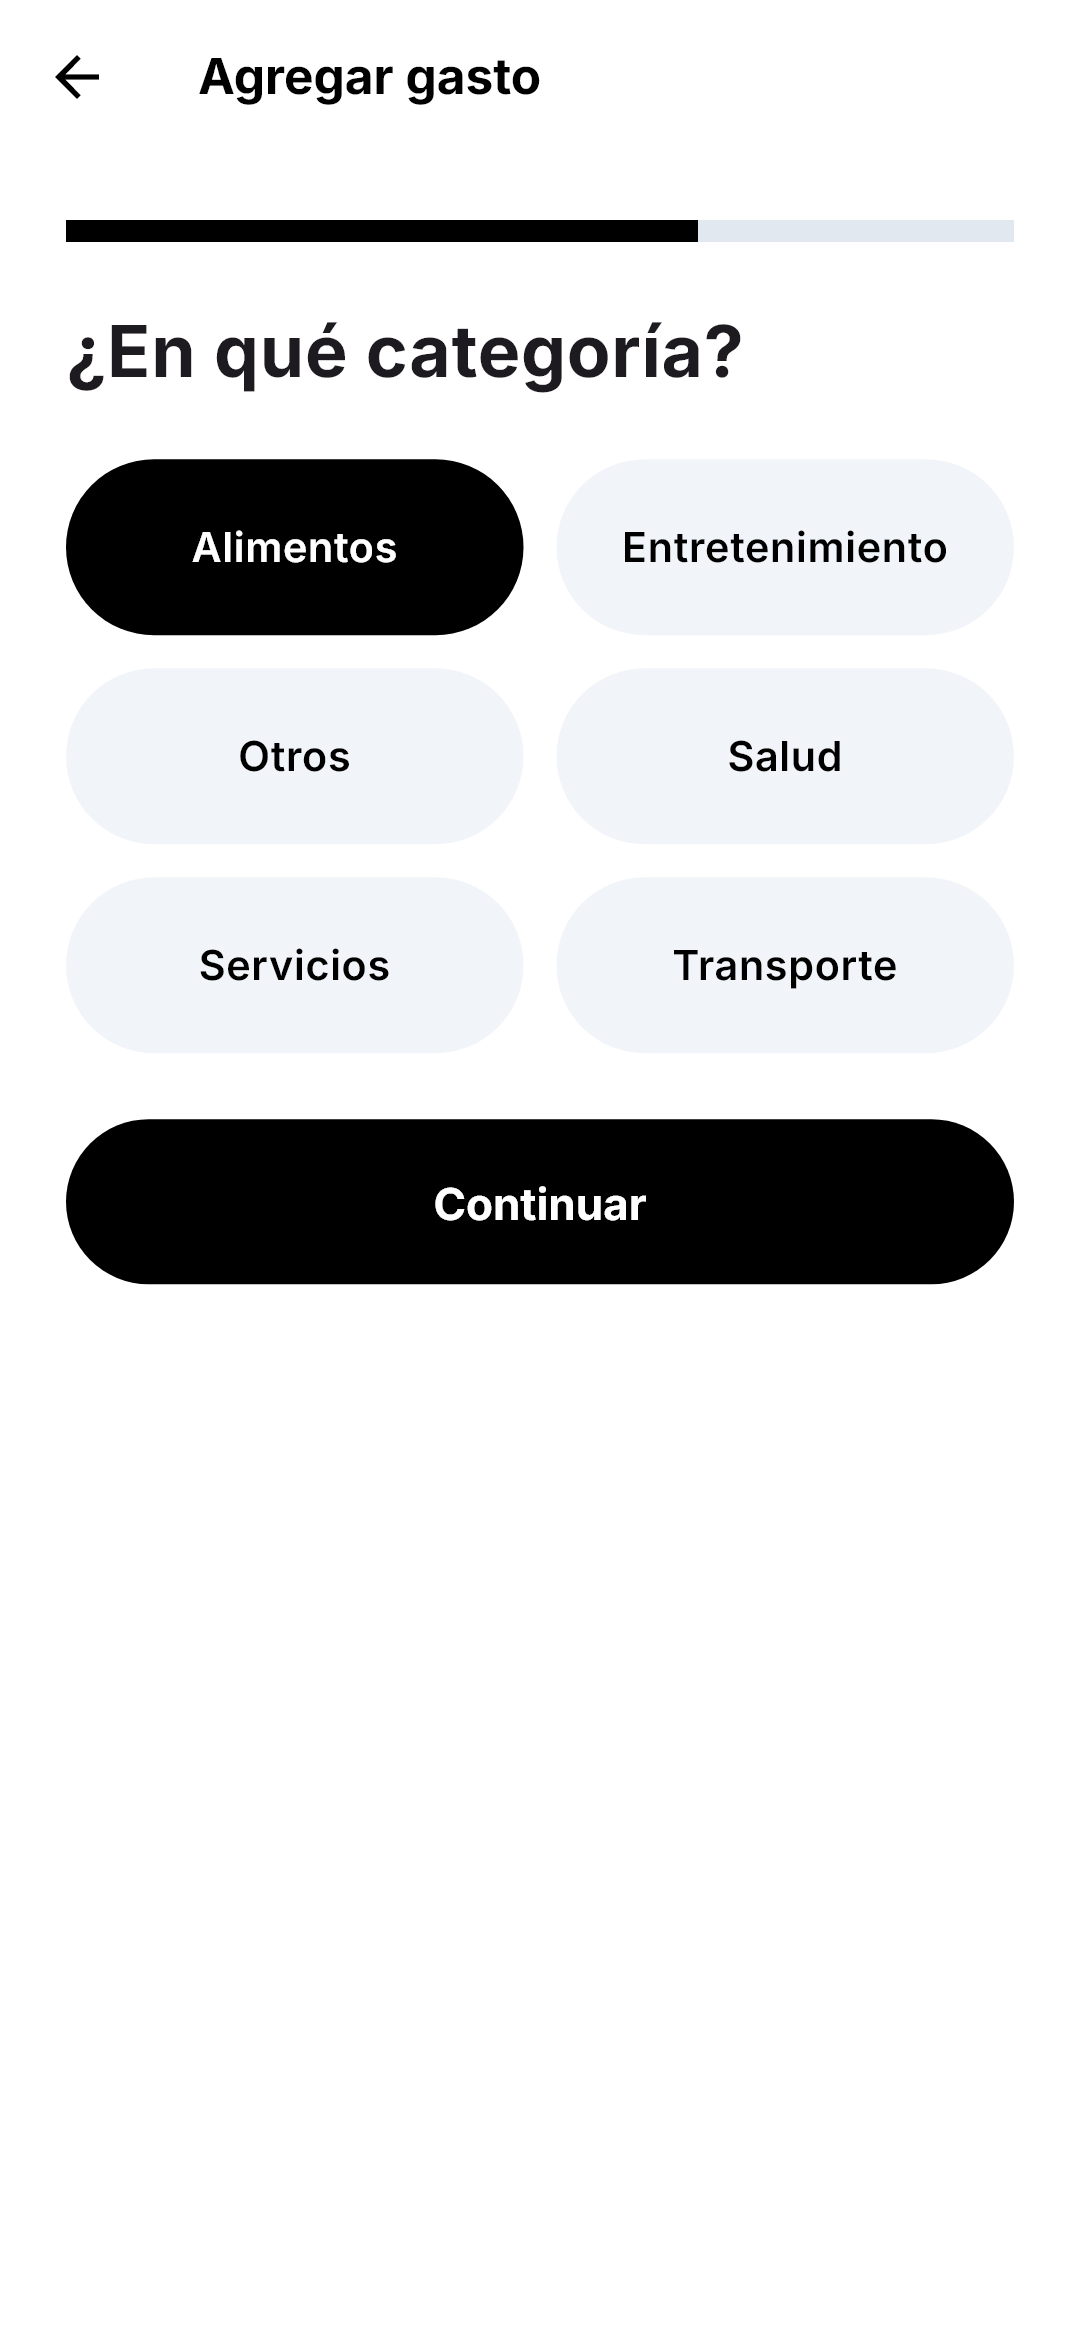 Agregar gasto
¿En qué categoría?
Alimentos
Entretenimiento
Otros
Salud
Servicios
Transporte
Continuar